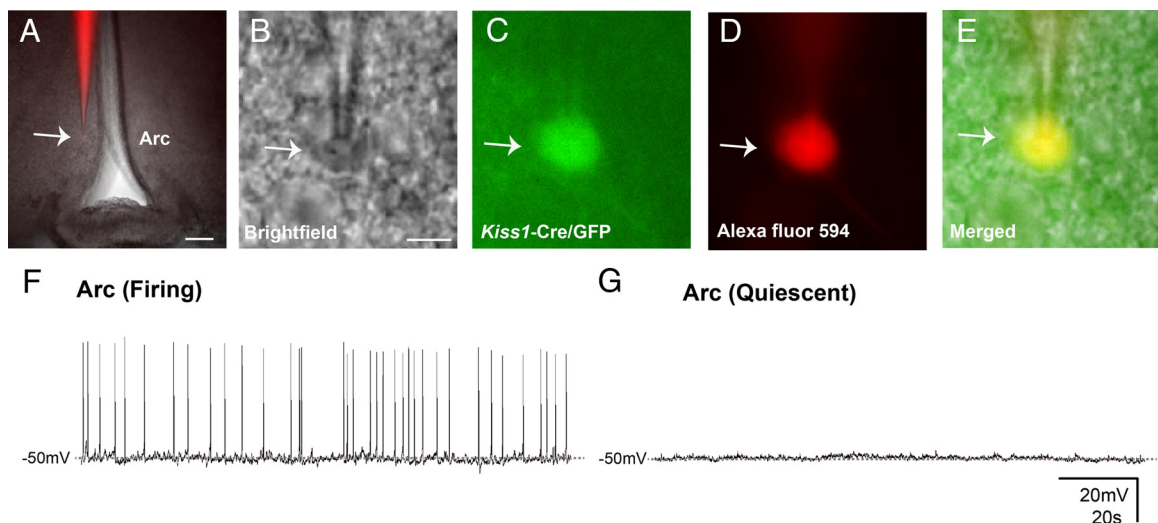 A
Arc
B
Brightfield
C
Kiss1-Cre/GFP
D
Alexa fluor 594
E
Merged
F
Arc (Firing)
-50mV
G
Arc (Quiescent)
-50mV
20mV
20s